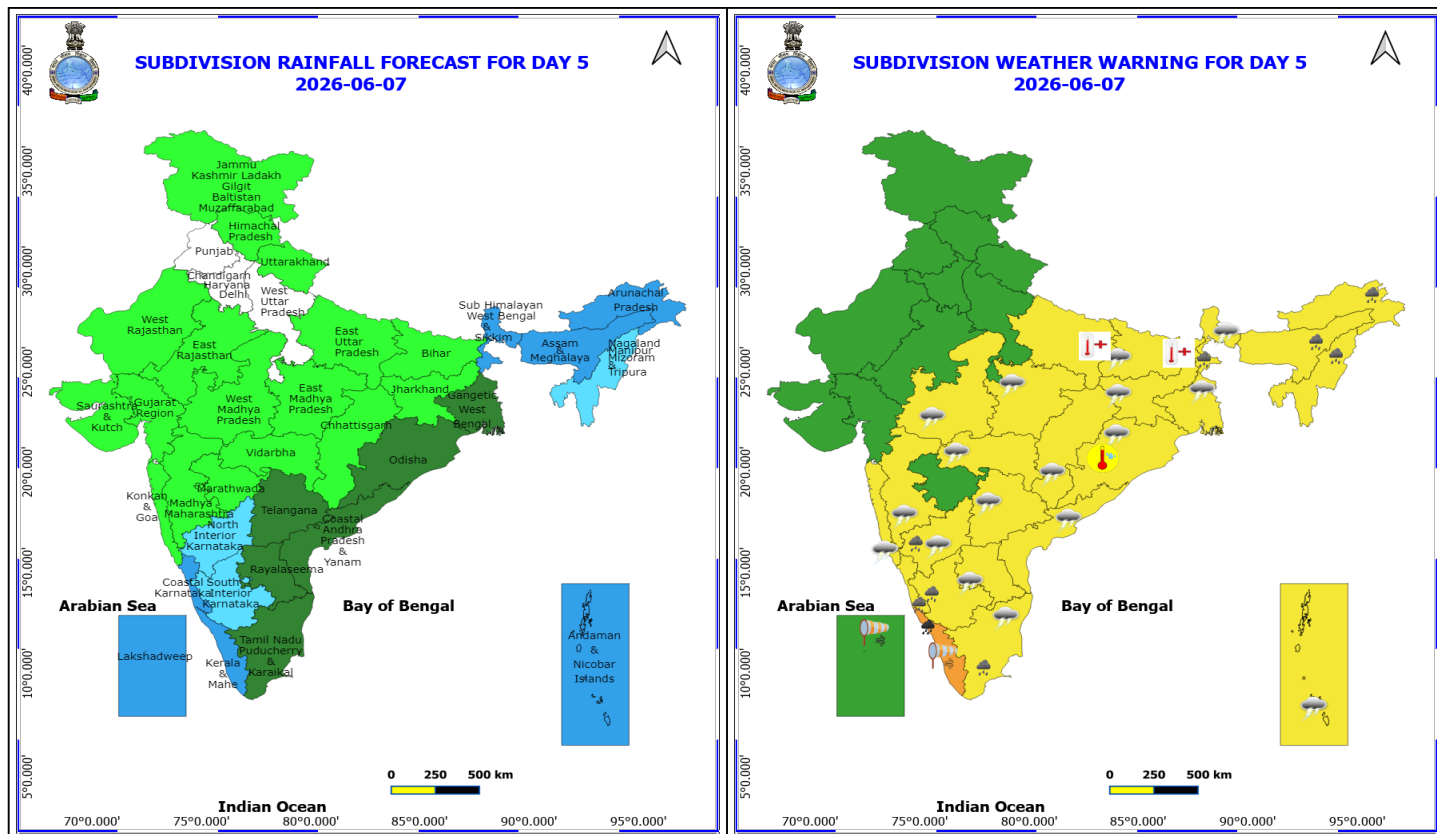 SUBDIVISION RAINFALL FORECAST FOR DAY 5
2026-06-07
40°0.000'
35°0.000'
30°0.000'
25°0.000'
20°0.000'
15°0.000'
10°0.000'
5°0.000'
Jammu
Kashmir Ladakh
Gilgit
Baltistan
Muzaffarabad
Himachal
Pradesh
Punjab
Uttarakhand
Chandigarh
Haryana
Delhi
West
Uttar
Pradesh
West
Rajasthan
East
Rajasthan
East
Uttar
Pradesh
Bihar
Sub Himalayan
West Bengal
&
Sikkim
Arunachal
Pradesh
Assam
&
Meghalaya
Nagaland
Manipur
Mizoram
&
Tripura
Saurashtra
&
Kutch
Gujarat
Region
West
Madhya
Pradesh
East
Madhya
Pradesh
Jharkhand
Gangetic
West
Bengal
Chhattisgarh
Vidarbha
Odisha
Konkan
&
Goa
Madhya
Maharashtra
Marathwada
Telangana
North
Interior
Karnataka
Coastal
Andhra
Pradesh
&
Yanam
Rayalaseema
Coastal
Karnataka
South
Interior
Karnataka
Arabian Sea
Bay of Bengal
Lakshadweep
Kerala
&
Mahe
Tamil Nadu
Puducherry
&
Karaikal
Andaman
&
Nicobar
Islands
0 250 500 km
Indian Ocean
70°0.000' 75°0.000' 80°0.000' 85°0.000' 90°0.000' 95°0.000'
SUBDIVISION WEATHER WARNING FOR DAY 5
2026-06-07
40°0.000'
35°0.000'
30°0.000'
25°0.000'
20°0.000'
15°0.000'
10°0.000'
5°0.000'
Arabian Sea
Bay of Bengal
0 250 500 km
Indian Ocean
70°0.000' 75°0.000' 80°0.000' 85°0.000' 90°0.000' 95°0.000'